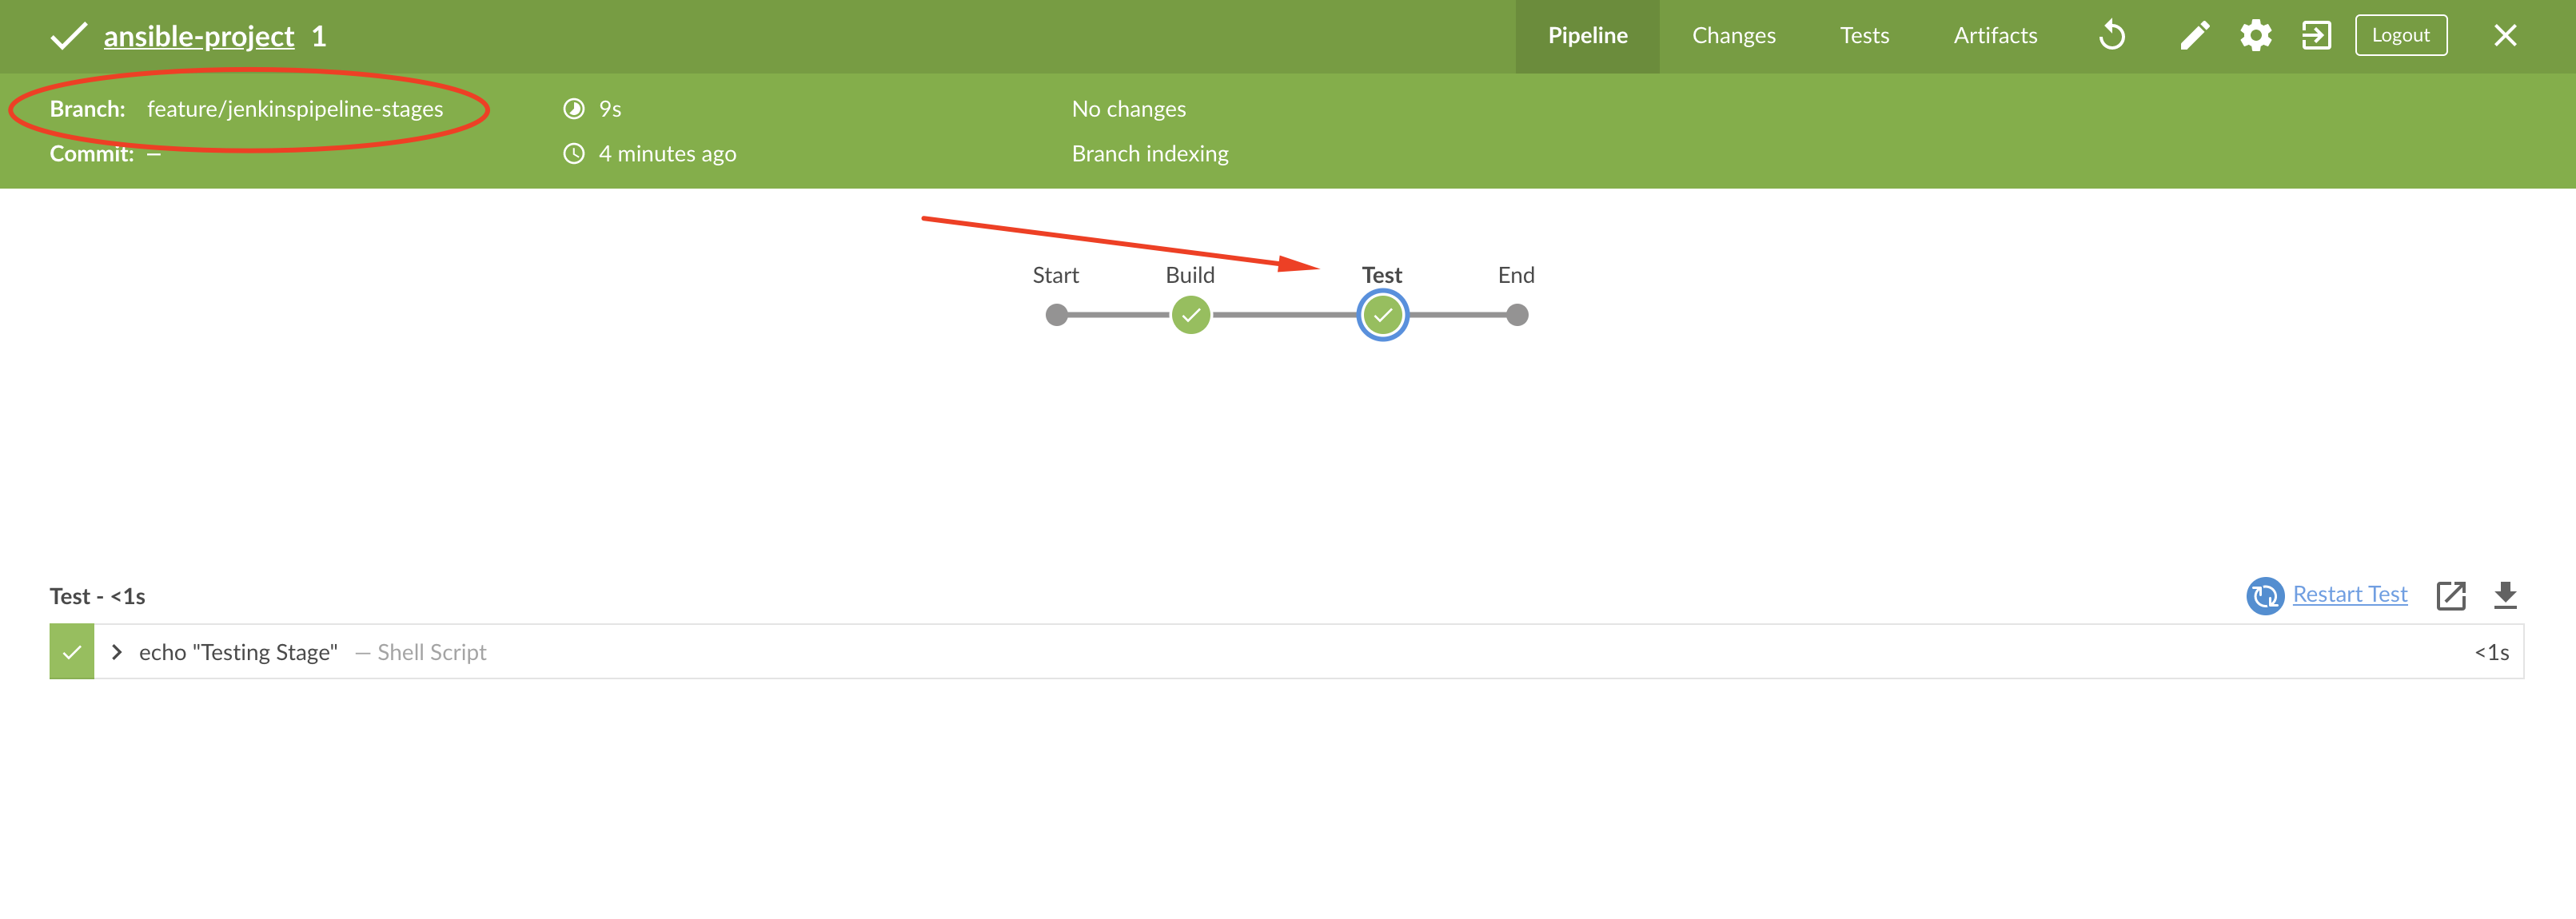 ansible-project 1 Pipeline Changes Tests Artifacts Logout
Branch: feature/jenkinspipeline-stages 9s No changes
Commit: – 4 minutes ago Branch indexing
Start Build Test End
Test - <1s Restart Test
echo "Testing Stage" — Shell Script <1s